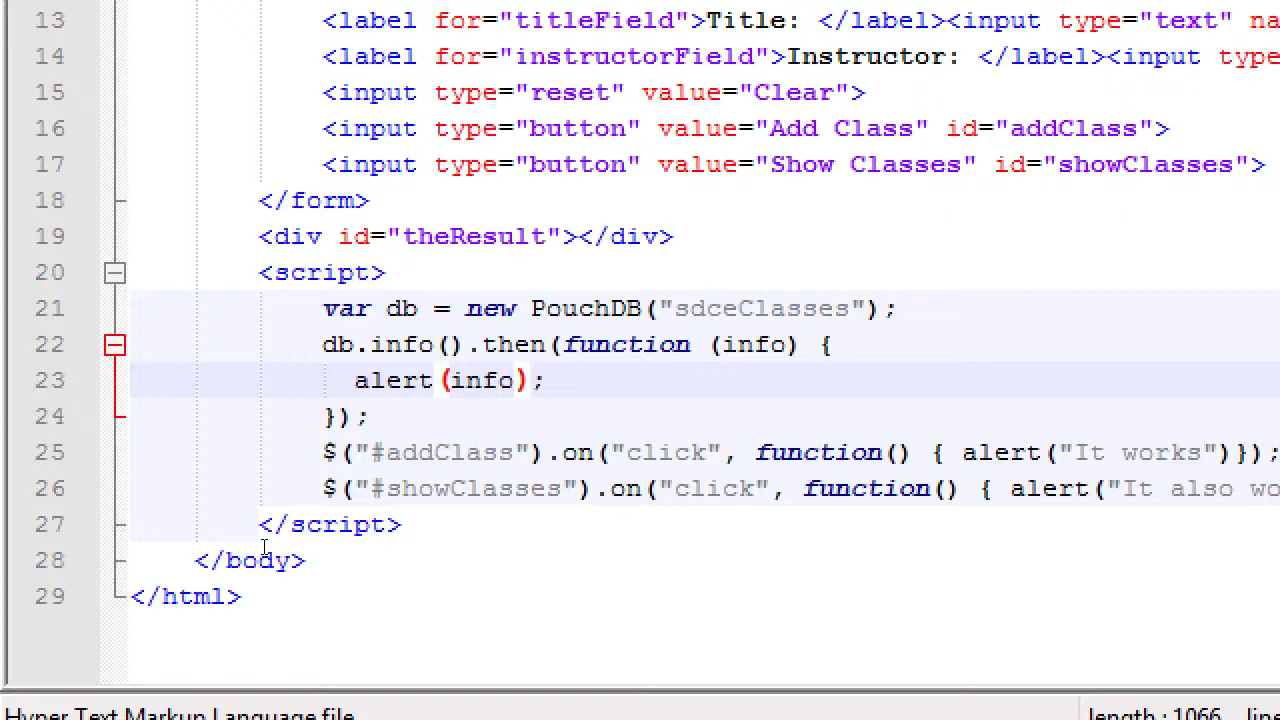 13 <label for="titleField">Title: </label><input type="text" na
14 <label for="instructorField">Instructor: </label><input type
15 <input type="reset" value="Clear">
16 <input type="button" value="Add Class" id="addClass">
17 <input type="button" value="Show Classes" id="showClasses">
18 </form>
19 <div id="theResult"></div>
20 <script>
21 var db = new PouchDB("sdceClasses");
22 db.info().then(function (info) {
23 alert(info);
24 });
25 $("#addClass").on("click", function() { alert("It works")});
26 $("#showClasses").on("click", function() { alert("It also wo
27 </script>
28 </body>
29 </html>
Hyper Text Markup Language file length : 1066 line